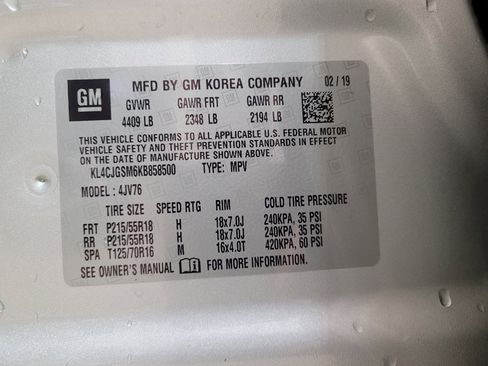 GM
MFD BY GM KOREA COMPANY 02 / 19
GVWR GAWR FRT GAWR RR
4409 LB 2348 LB 2194 LB
THIS VEHICLE CONFORMS TO ALL APPLICABLE U.S. FEDERAL MOTOR
VEHICLE SAFETY AND THEFT PREVENTION STANDARDS IN EFFECT
ON THE DATE OF MANUFACTURE SHOWN ABOVE.
KL4CJGSM6KB858500 TYPE: MPV
MODEL : 4JV76
TIRE SIZE SPEED RTG RIM COLD TIRE PRESSURE
FRT P215/55R18 H 18x7.0J 240KPA, 35 PSI
RR P215/55R18 H 18x7.0J 240KPA, 35 PSI
SPA T125/70R16 M 16x4.0T 420KPA, 60 PSI
SEE OWNER'S MANUAL i FOR MORE INFORMATION.